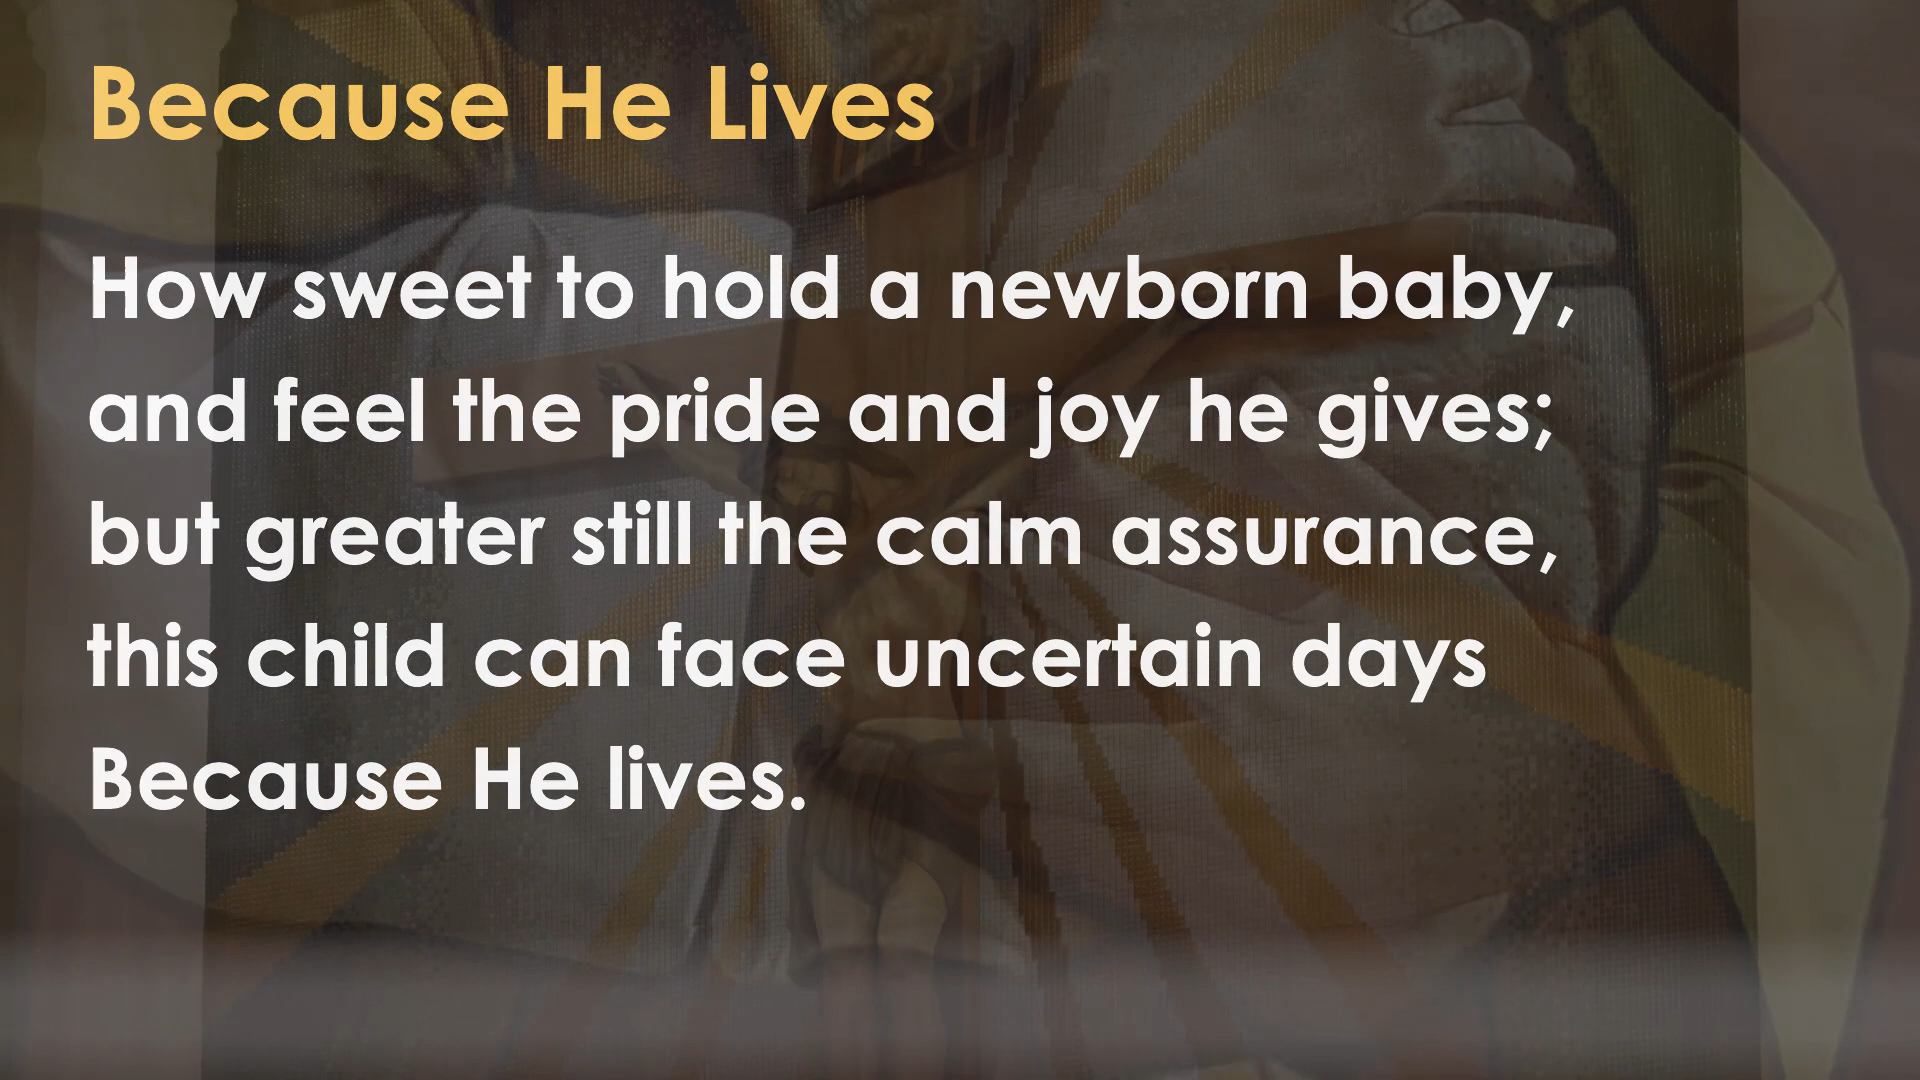 Because He Lives
How sweet to hold a newborn baby,
and feel the pride and joy he gives;
but greater still the calm assurance,
this child can face uncertain days
Because He lives.